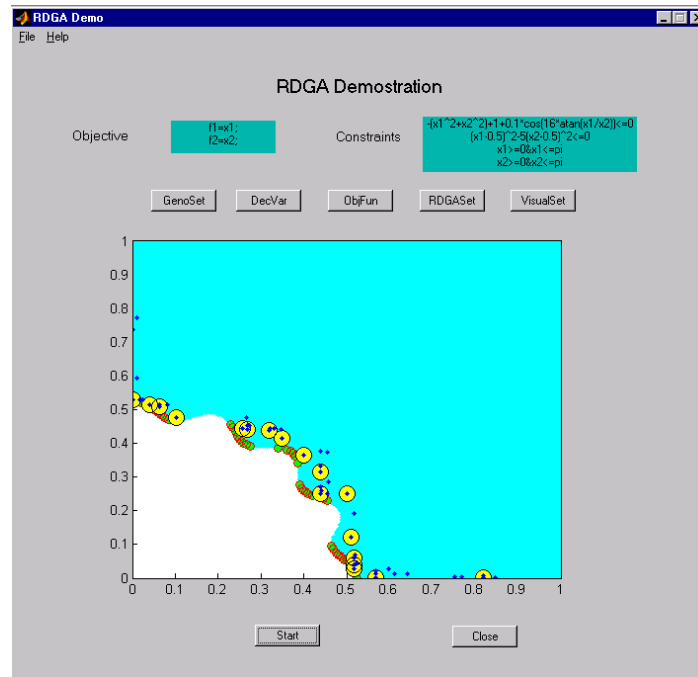 RDGA Demo
File Help
RDGA Demostration
Objective
f1=x1;
f2=x2;
Constraints
-(x1^2+x2^2)+1+0.1*cos(16*atan(x1/x2))<=0
(x1-0.5)^2-5(x2-0.5)^2<=0
x1>=0&x1<=pi
x2>=0&x2<=pi
GenoSet DecVar ObjFun RDGASet VisualSet
1
0.9
0.8
0.7
0.6
0.5
0.4
0.3
0.2
0.1
0
0 0.1 0.2 0.3 0.4 0.5 0.6 0.7 0.8 0.9 1
Start Close